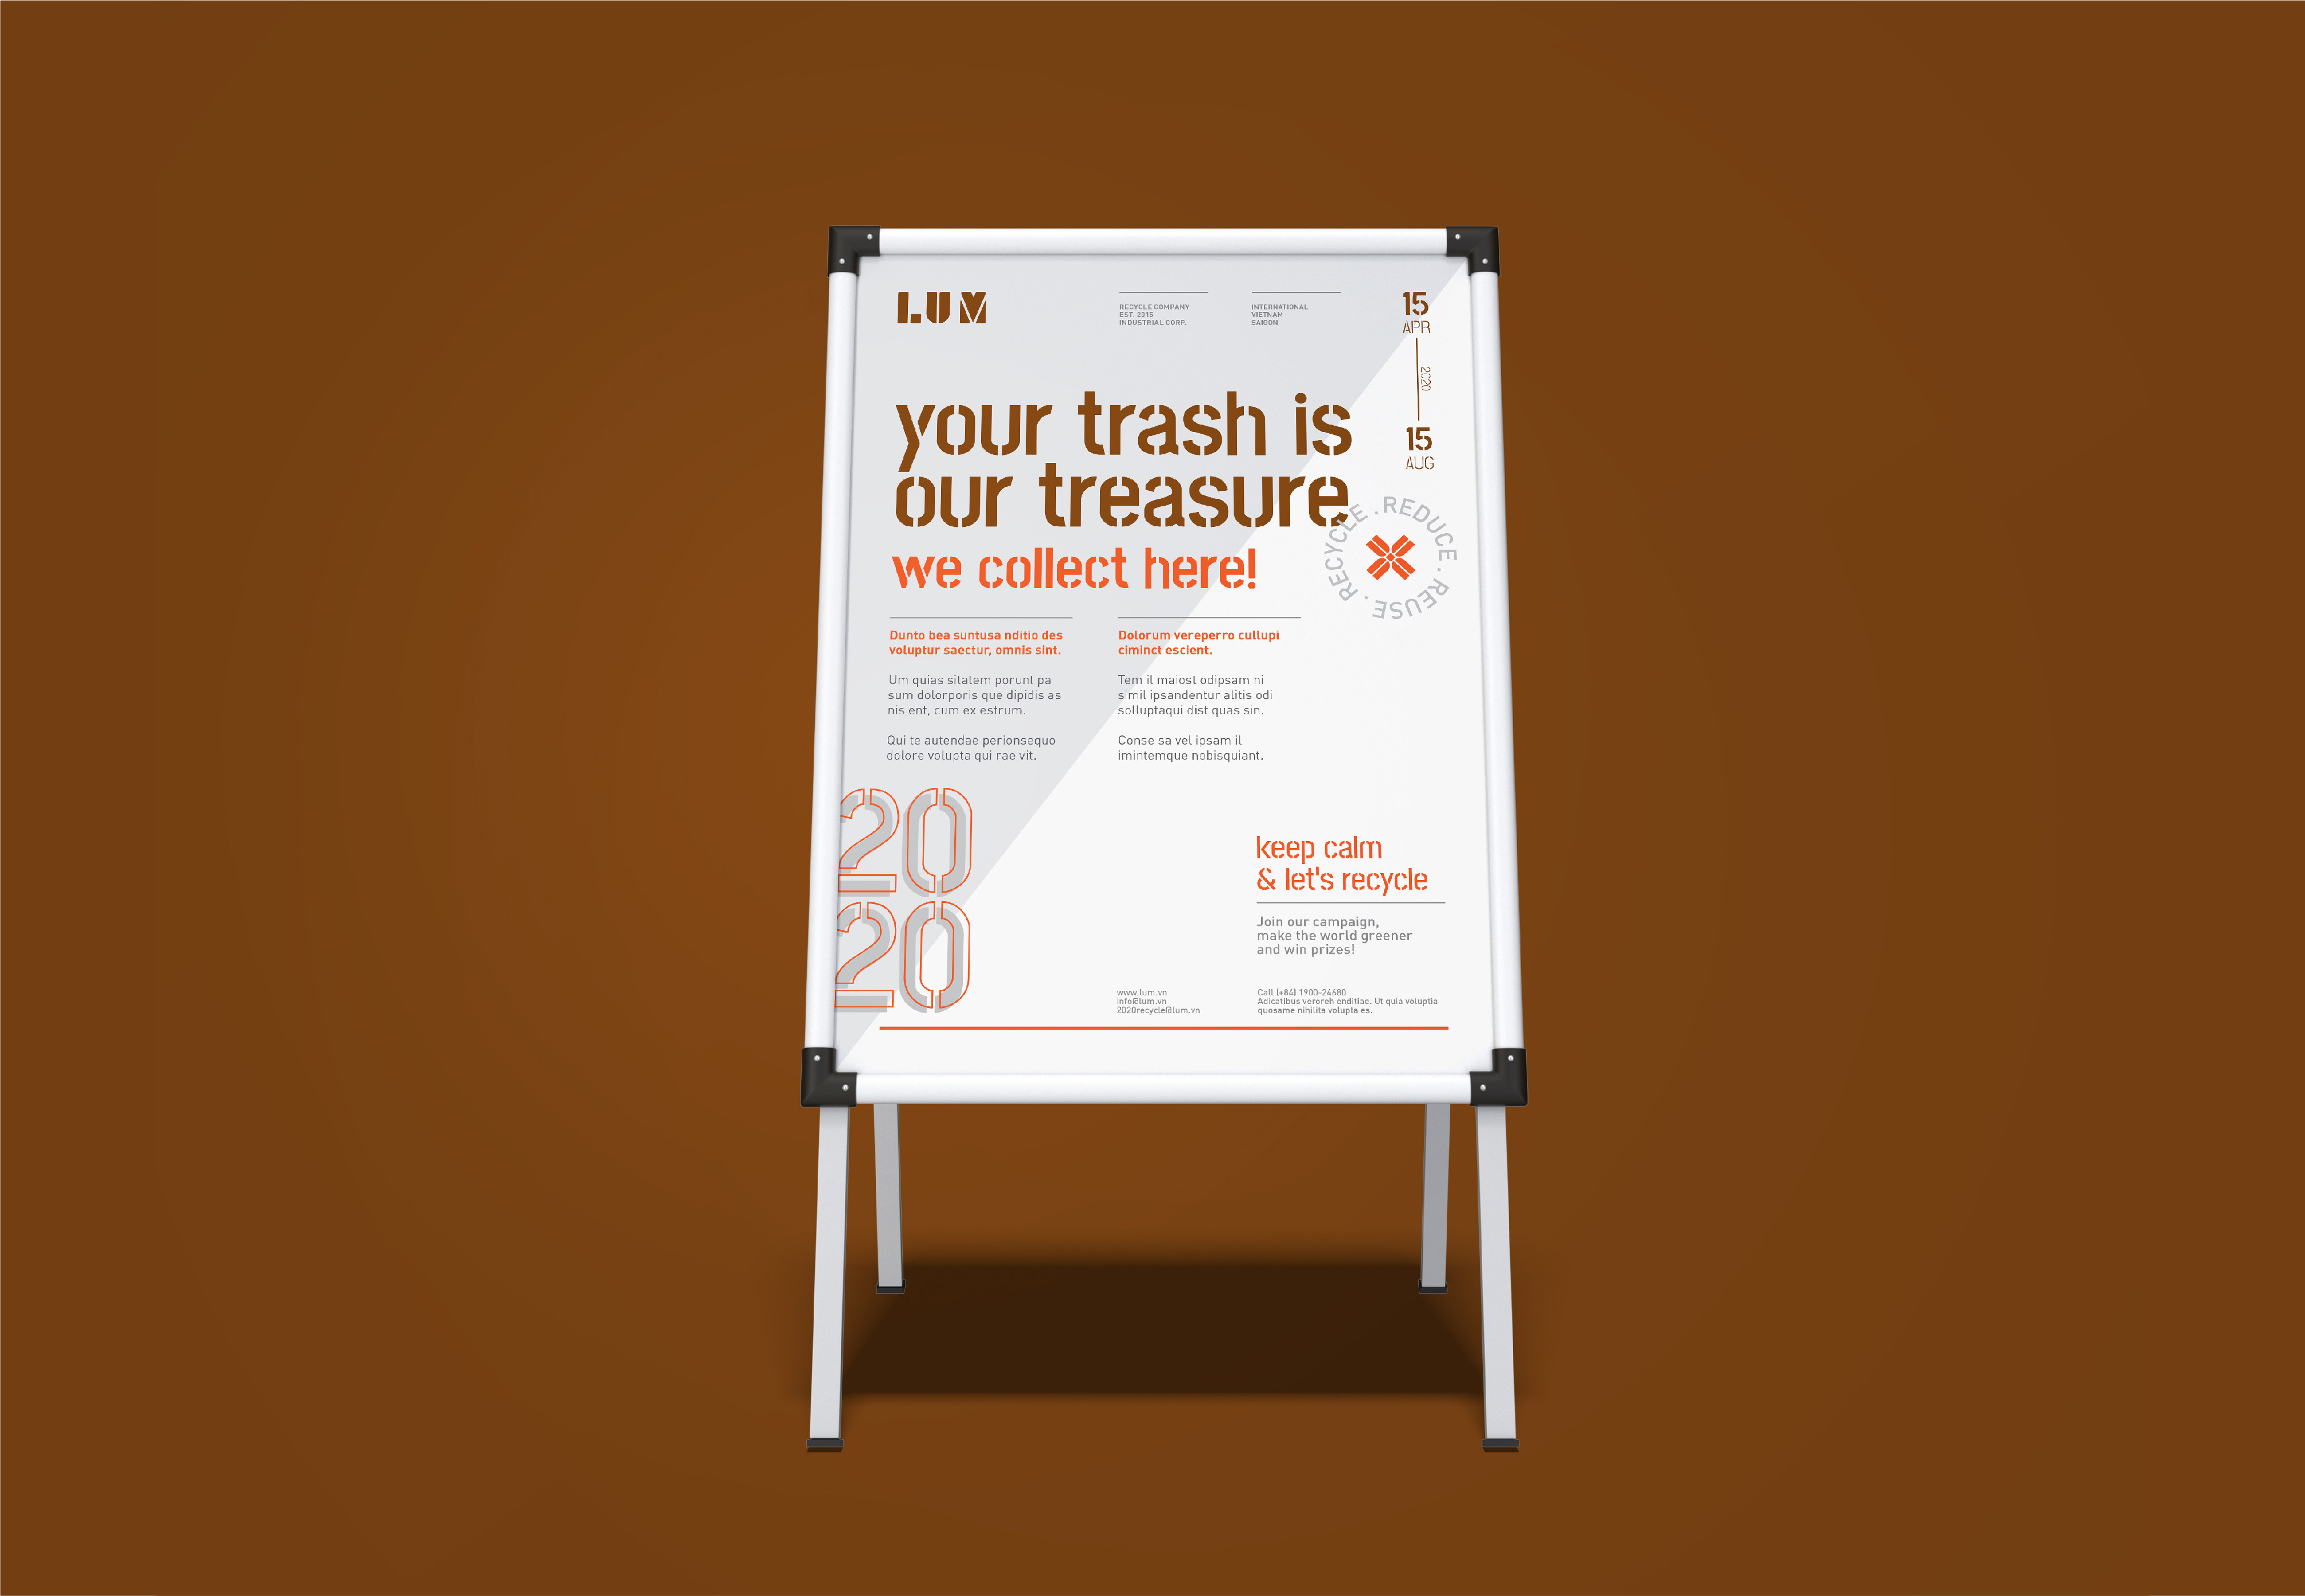 LUM
RECYCLE COMPANY
EST. 2015
INDUSTRIAL CORP.
INTERNATIONAL
VIETNAM
SAIGON
15
APR
2020
15
AUG
your trash is
our treasure
we collect here!
RECYCLE . REDUCE . REUSE .
Dunto bea suntusa nditio des
voluptur saectur, omnis sint.
Um quias sitatem porunt pa
sum dolorporis que dipidis as
nis ent, cum ex estrum.
Qui te autendae perionsequo
dolore volupta qui rae vit.
Dolorum vereperro cullupi
ciminct escient.
Tem il maiost odipsam ni
simil ipsandentur alitis odi
solluptaqui dist quas sin.
Conse sa vel ipsam il
imintemque nobisquiant.
20
20
keep calm
& let's recycle
Join our campaign,
make the world greener
and win prizes!
www.lum.vn
info@lum.vn
2020recycle@lum.vn
Call (+84) 1900-24680
Adicatibus veroreh enditiae. Ut quia voluptia
quosame nihilita volupta es.